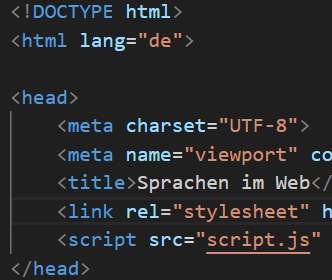 <!DOCTYPE html>
<html lang="de">
<head>
<meta charset="UTF-8">
<meta name="viewport" co
<title>Sprachen im Web</
<link rel="stylesheet" h
<script src="script.js"
</head>